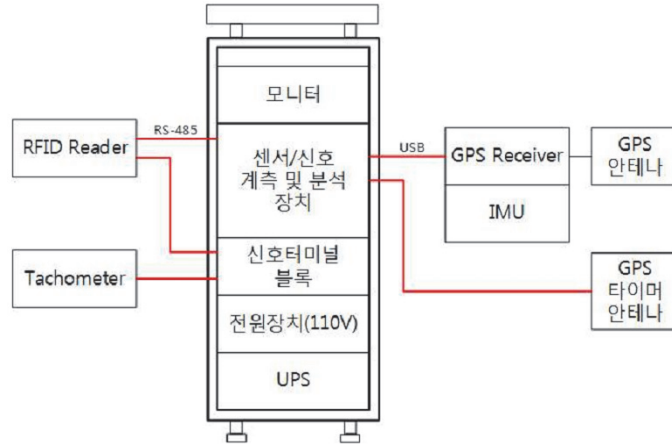 모니터
RS-485
RFID Reader
센서/신호
계측 및 분석
장치
USB
GPS Receiver
GPS
안테나
IMU
신호터미널
블록
Tachometer
GPS
타이머
안테나
전원장치(110V)
UPS